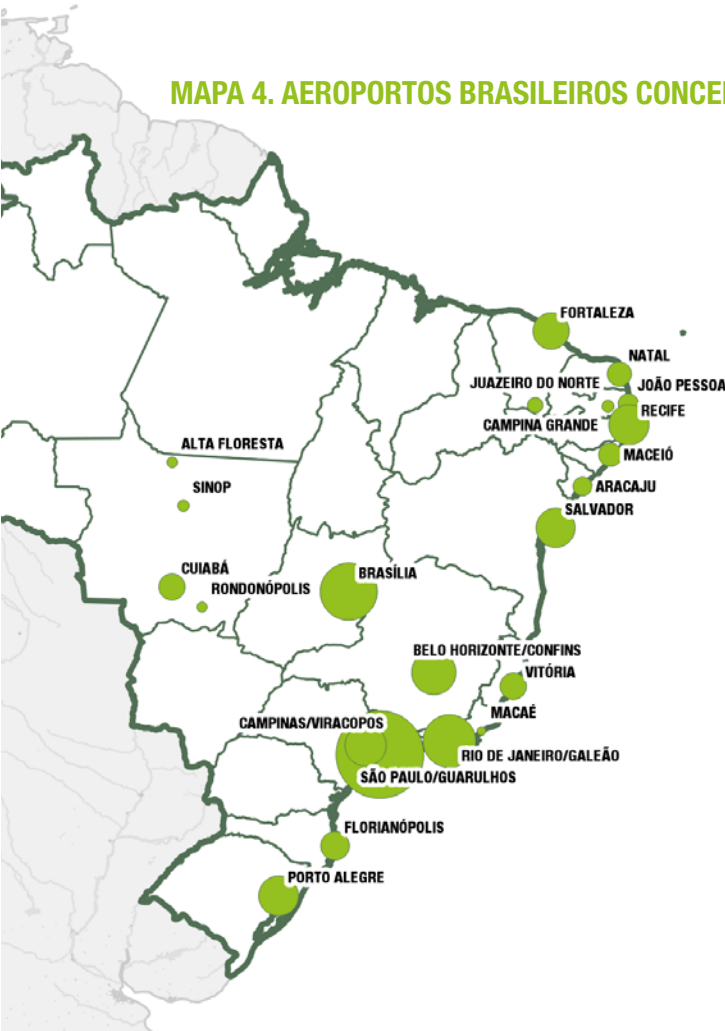 MAPA 4. AEROPORTOS BRASILEIROS
FORTALEZA
NATAL
JUAZEIRO DO NORTE
JOÃO PESSOA
RECIFE
CAMPINA GRANDE
MACEIÓ
ALTA FLORESTA
ARACAJU
SINOP
SALVADOR
CUIABÁ
BRASÍLIA
RONDONÓPOLIS
BELO HORIZONTE/CONFINS
VITÓRIA
MACAÉ
CAMPINAS/VIRACOPOS
RIO DE JANEIRO/GALEÃO
SÃO PAULO/GUARULHOS
FLORIANÓPOLIS
PORTO ALEGRE